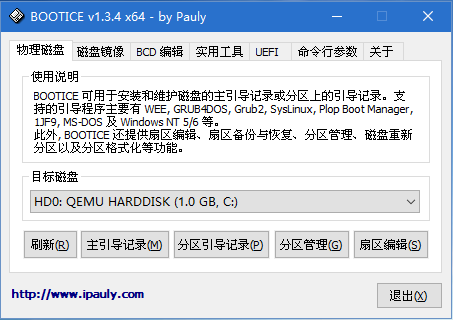 BOOTICE v1.3.4 x64 - by Pauly
物理磁盘 磁盘镜像 BCD 编辑 实用工具 UEFI 命令行参数 关于
使用说明
BOOTICE 可用于安装和维护磁盘的主引导记录或分区上的引导记录。支
持的引导程序主要有 WEE, GRUB4DOS, Grub2, SysLinux, Plop Boot Manager,
1JF9, MS-DOS 及 Windows NT 5/6 等。
此外, BOOTICE 还提供扇区编辑、扇区备份与恢复、分区管理、磁盘重新
分区以及分区格式化等功能。
目标磁盘
HD0: QEMU HARDDISK (1.0 GB, C:)
刷新(R) 主引导记录(M) 分区引导记录(P) 分区管理(G) 扇区编辑(S)
http://www.ipauly.com 退出(X)